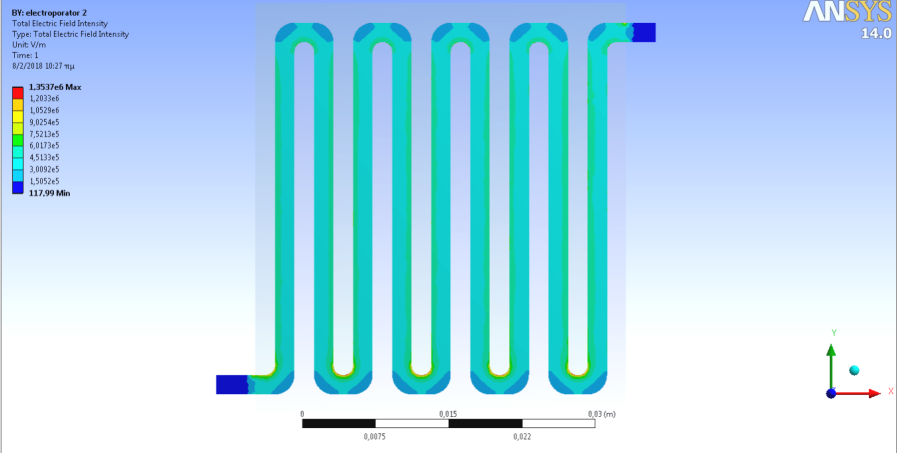 BY: electroporator 2
Total Electric Field Intensity
Type: Total Electric Field Intensity
Unit: V/m
Time: 1
8/2/2018 10:27 πμ
1,3537e6 Max
1,2033e6
1,0529e6
9,0254e5
7,5213e5
6,0173e5
4,5133e5
3,0092e5
1,5052e5
117,99 Min
ANSYS
14.0
Y
X
0 0,015 0,03 (m)
0,0075 0,022